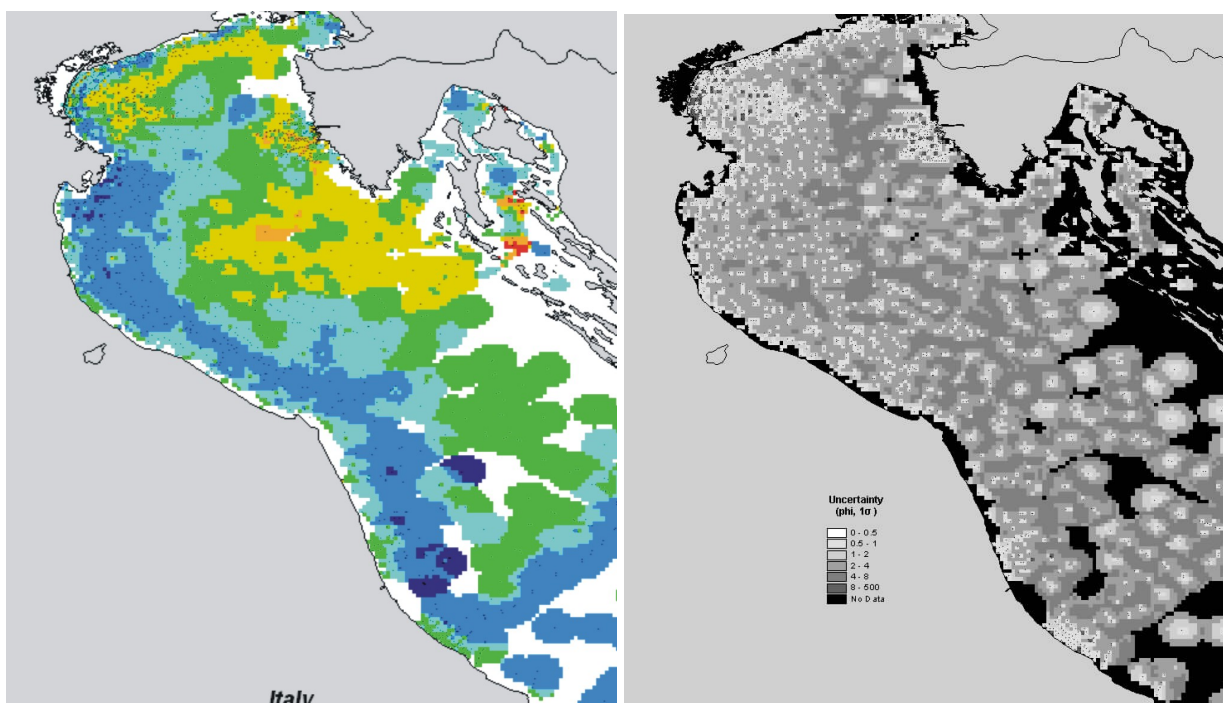 Italy
Uncertainty
(phi, 1σ)
0 - 0.5
0.5 - 1
1 - 2
2 - 4
4 - 8
8 - 500
No Data